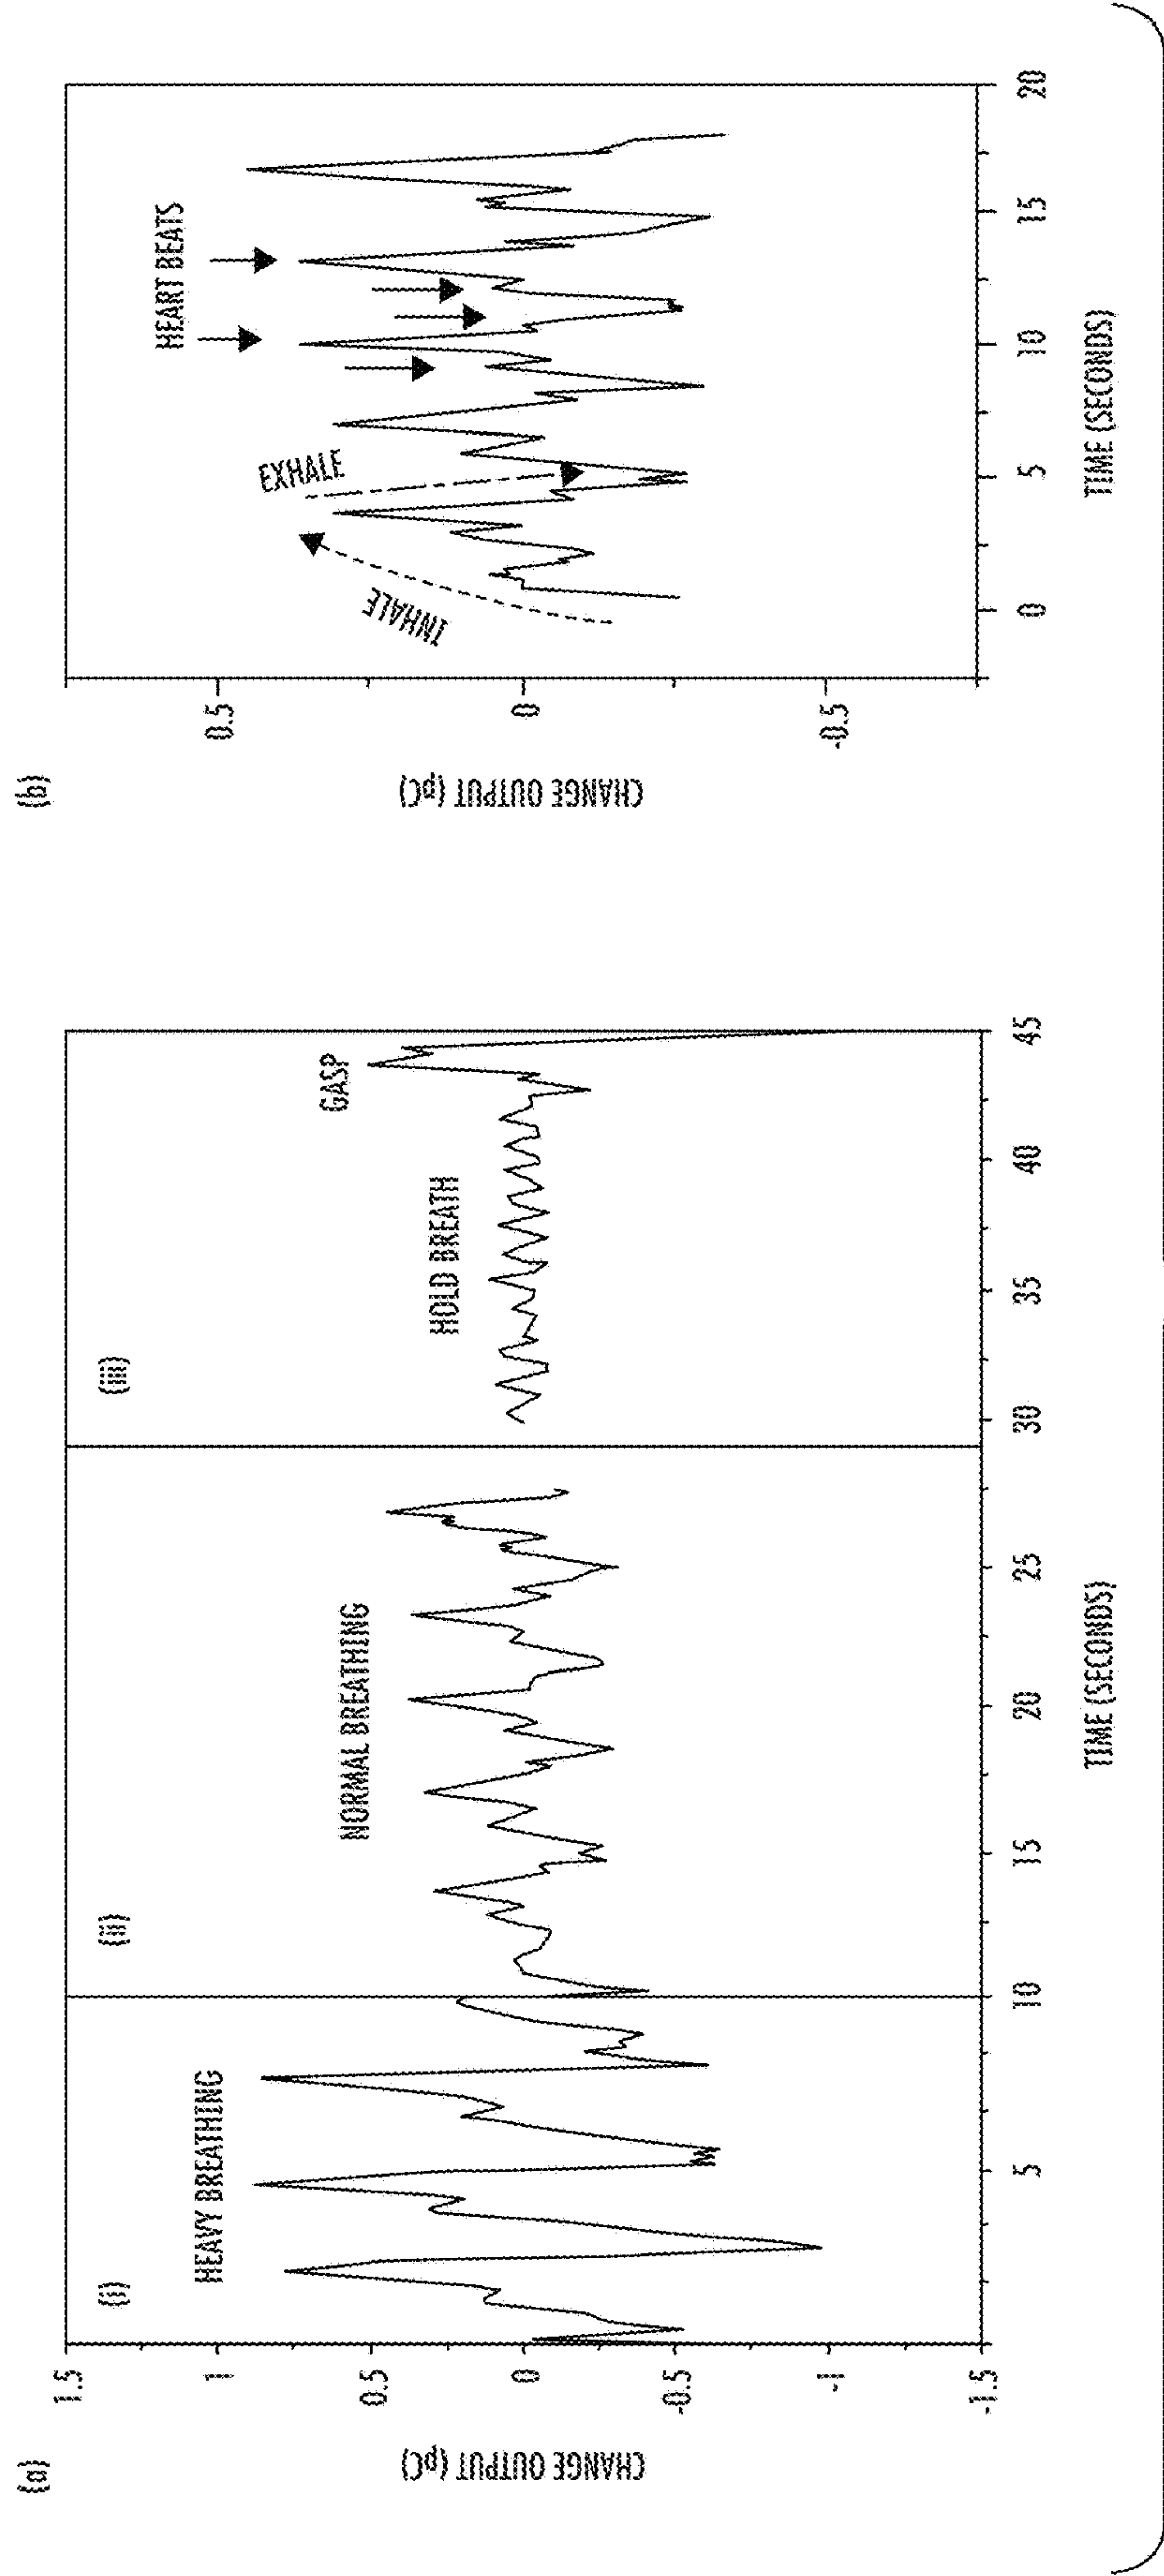 (a)
(i)
(ii)
(iii)
HEAVY BREATHING
NORMAL BREATHING
HOLD BREATH
GASP
1.5
1
0.5
0
-0.5
-1
-1.5
CHANGE OUTPUT (pC)
5
10
15
20
25
30
35
40
45
TIME (SECONDS)
(b)
HEART BEATS
EXHALE
INHALE
0.5
0
-0.5
CHANGE OUTPUT (pC)
0
5
10
15
20
TIME (SECONDS)